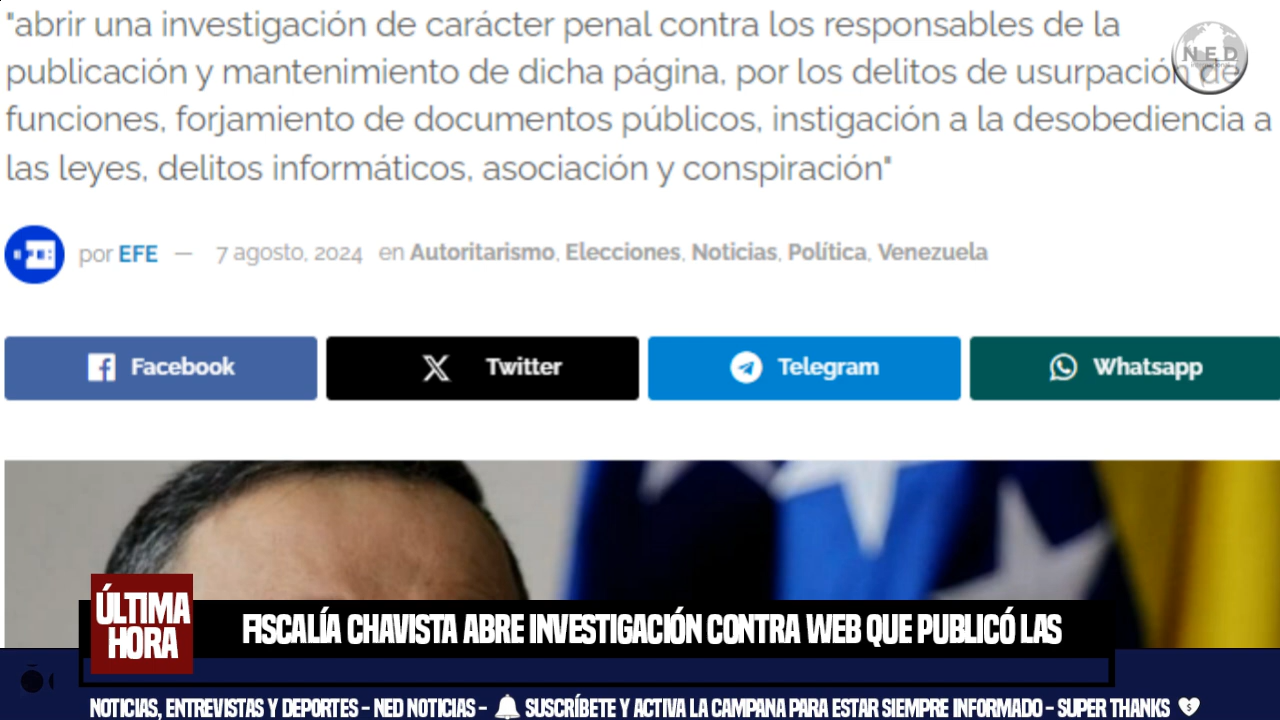 "abrir una investigación de carácter penal contra los responsables de la
publicación y mantenimiento de dicha página, por los delitos de usurpación de
funciones, forjamiento de documentos públicos, instigación a la desobediencia a
las leyes, delitos informáticos, asociación y conspiración"
NED
por EFE — 7 agosto, 2024 en Autoritarismo, Elecciones, Noticias, Política, Venezuela
Facebook
Twitter
Telegram
Whatsapp
ÚLTIMA
HORA
FISCALÍA CHAVISTA ABRE INVESTIGACIÓN CONTRA WEB QUE PUBLICÓ LAS
NOTICIAS, ENTREVISTAS Y DEPORTES - NED NOTICIAS - 🔔 SUSCRÍBETE Y ACTIVA LA CAMPANA PARA ESTAR SIEMPRE INFORMADO - SUPER THANKS